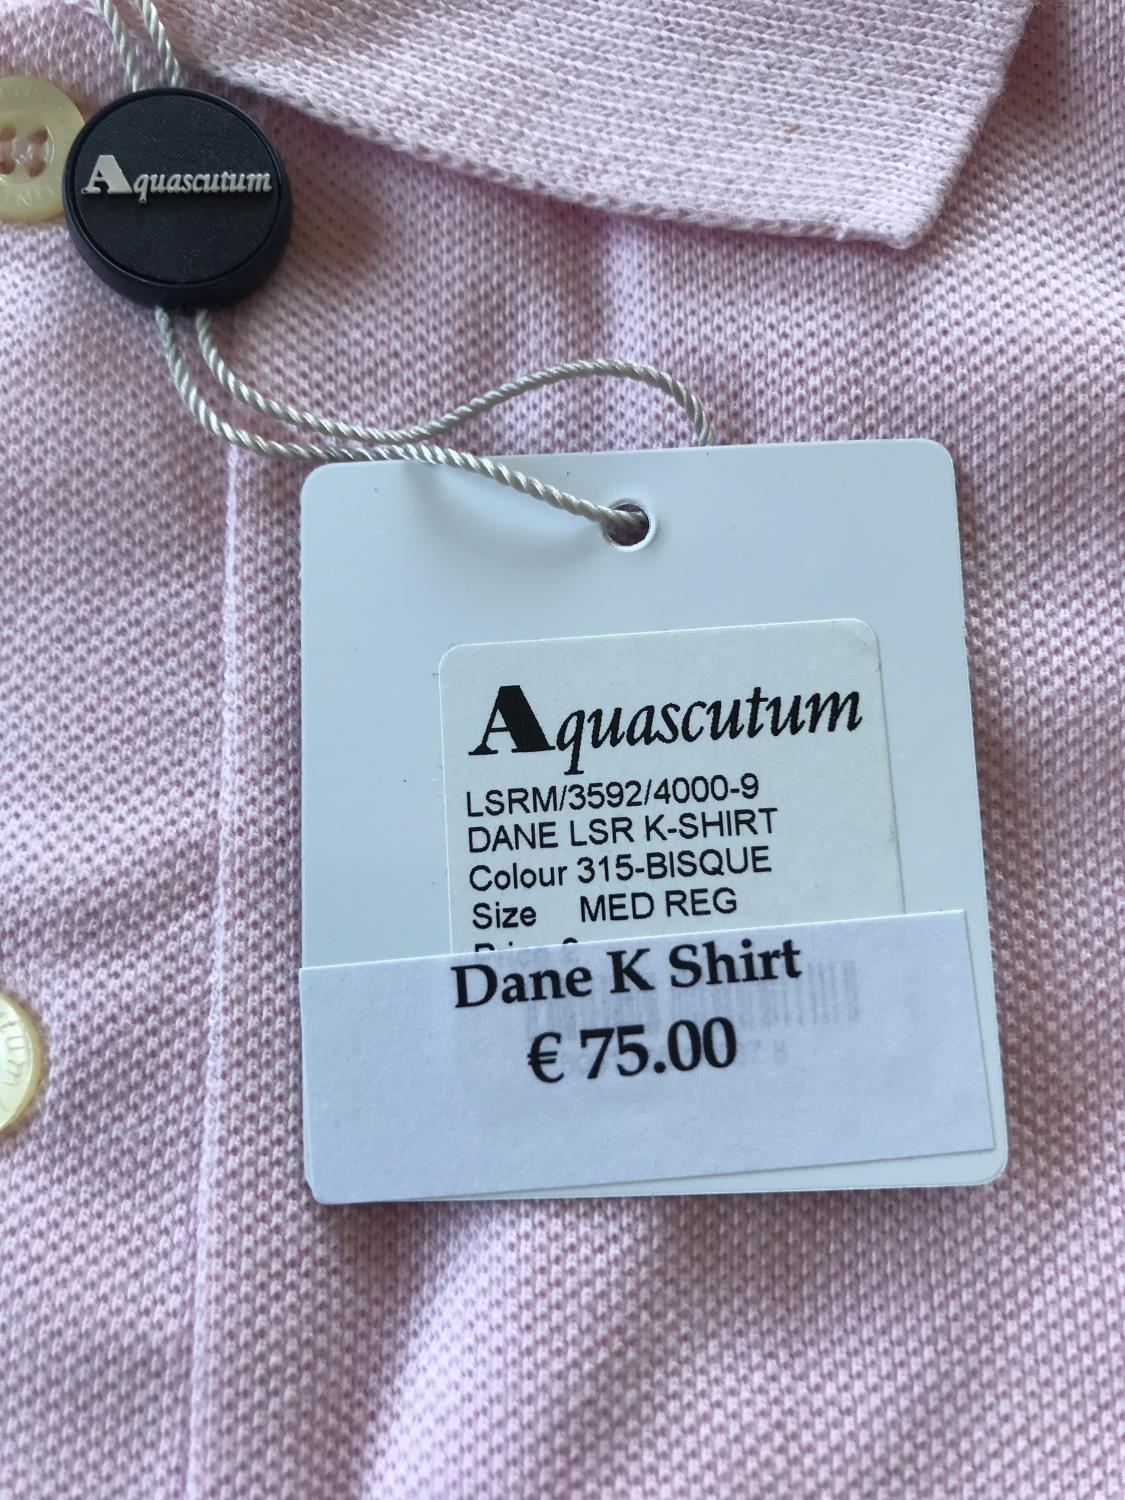 Aquascutum
Aquascutum
LSRM/3592/4000-9
DANE LSR K-SHIRT
Colour 315-BISQUE
Size MED REG
Dane K Shirt
€ 75.00